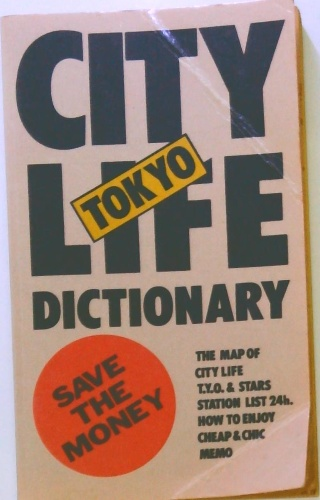 CITY
TOKYO
LIFE
DICTIONARY
SAVE
THE
MONEY
THE MAP OF
CITY LIFE
T.Y.O. & STARS
STATION LIST 24h.
HOW TO ENJOY
CHEAP & CHIC
MEMO